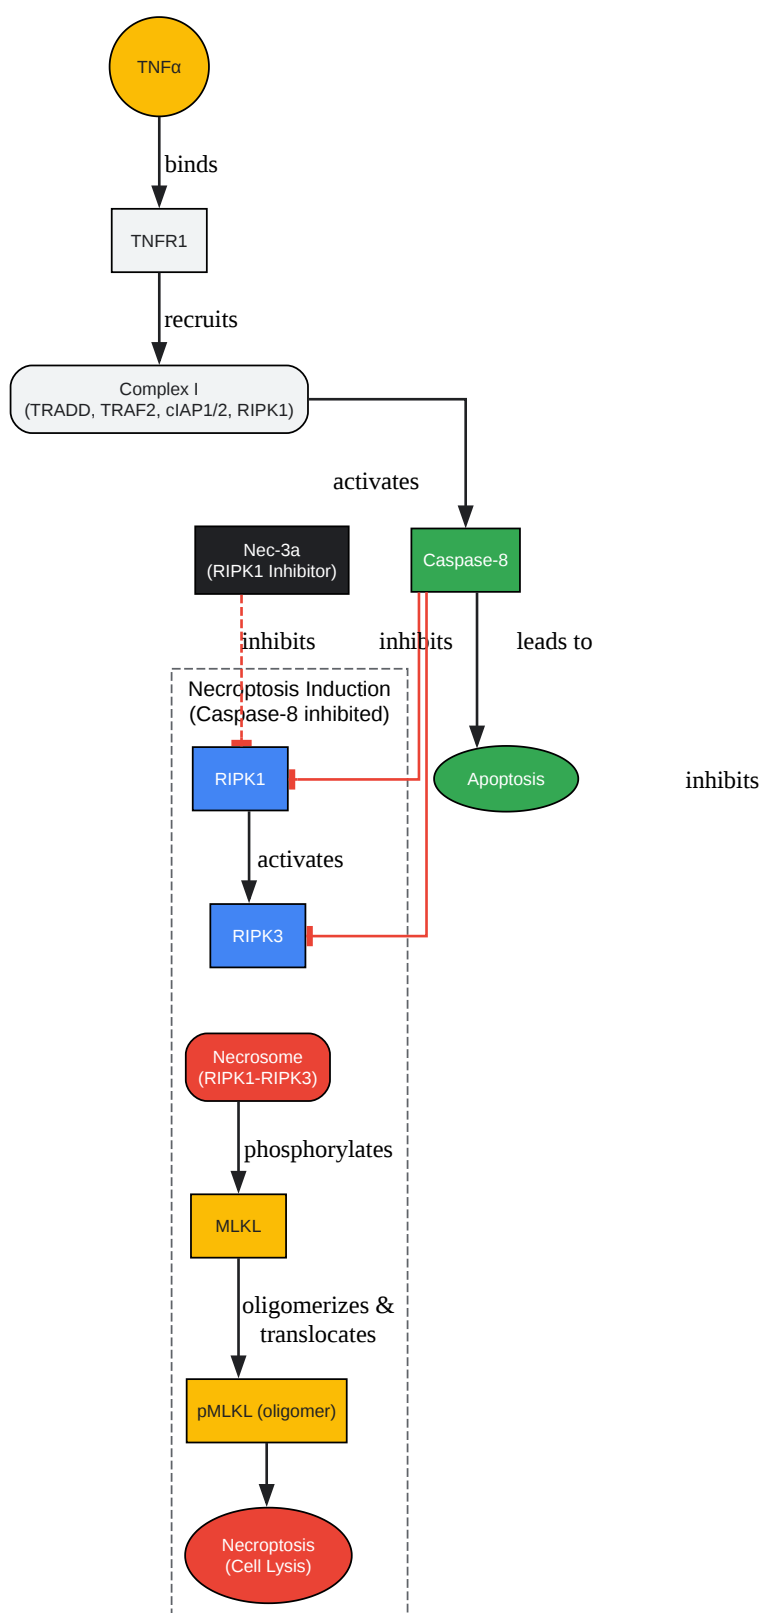 TNFα
binds
TNFR1
recruits
Complex I
(TRADD, TRAF2, cIAP1/2, RIPK1)
activates
Nec-3a
(RIPK1 Inhibitor)
Caspase-8
inhibits
inhibits
leads to
Necroptosis Induction
(Caspase-8 inhibited)
RIPK1
Apoptosis
inhibits
activates
RIPK3
Necrosome
(RIPK1-RIPK3)
phosphorylates
MLKL
oligomerizes &
translocates
pMLKL (oligomer)
Necroptosis
(Cell Lysis)